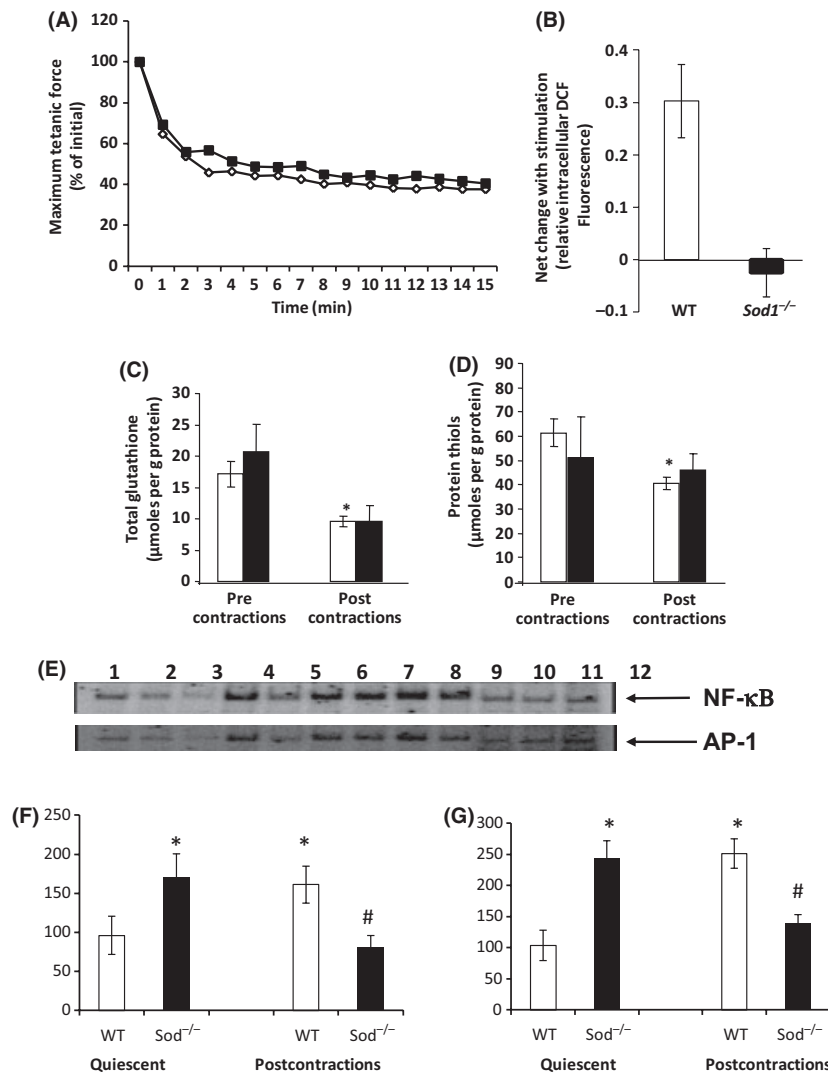 (A)
Maximum tetanic force
(% of initial)
120
100
80
60
40
20
0
0 1 2 3 4 5 6 7 8 9 10 11 12 13 14 15
Time (min)
(B)
Net change with stimulation
(relative intracellular DCF
Fluorescence)
0.4
0.3
0.2
0.1
0
–0.1
WT Sod1–/–
(C)
Total glutathione
(µmoles per g protein)
30
25
20
15
10
5
0
*
Pre
contractions
Post
contractions
(D)
Protein thiols
(µmoles per g protein)
90
80
70
60
50
40
30
20
10
0
*
Pre
contractions
Post
contractions
(E) 1 2 3 4 5 6 7 8 9 10 11 12
NF-κB
AP-1
(F)
250
200
150
100
50
0
* * #
WT Sod–/– WT Sod–/–
Quiescent Postcontractions
(G)
300
250
200
150
100
50
0
* * #
WT Sod–/– WT Sod–/–
Quiescent Postcontractions